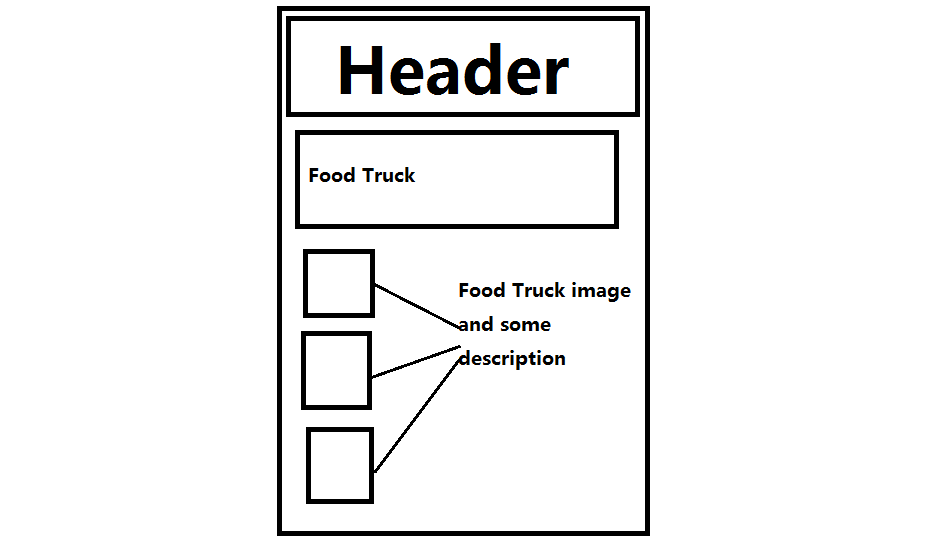 Header
Food Truck
Food Truck image
and some
description